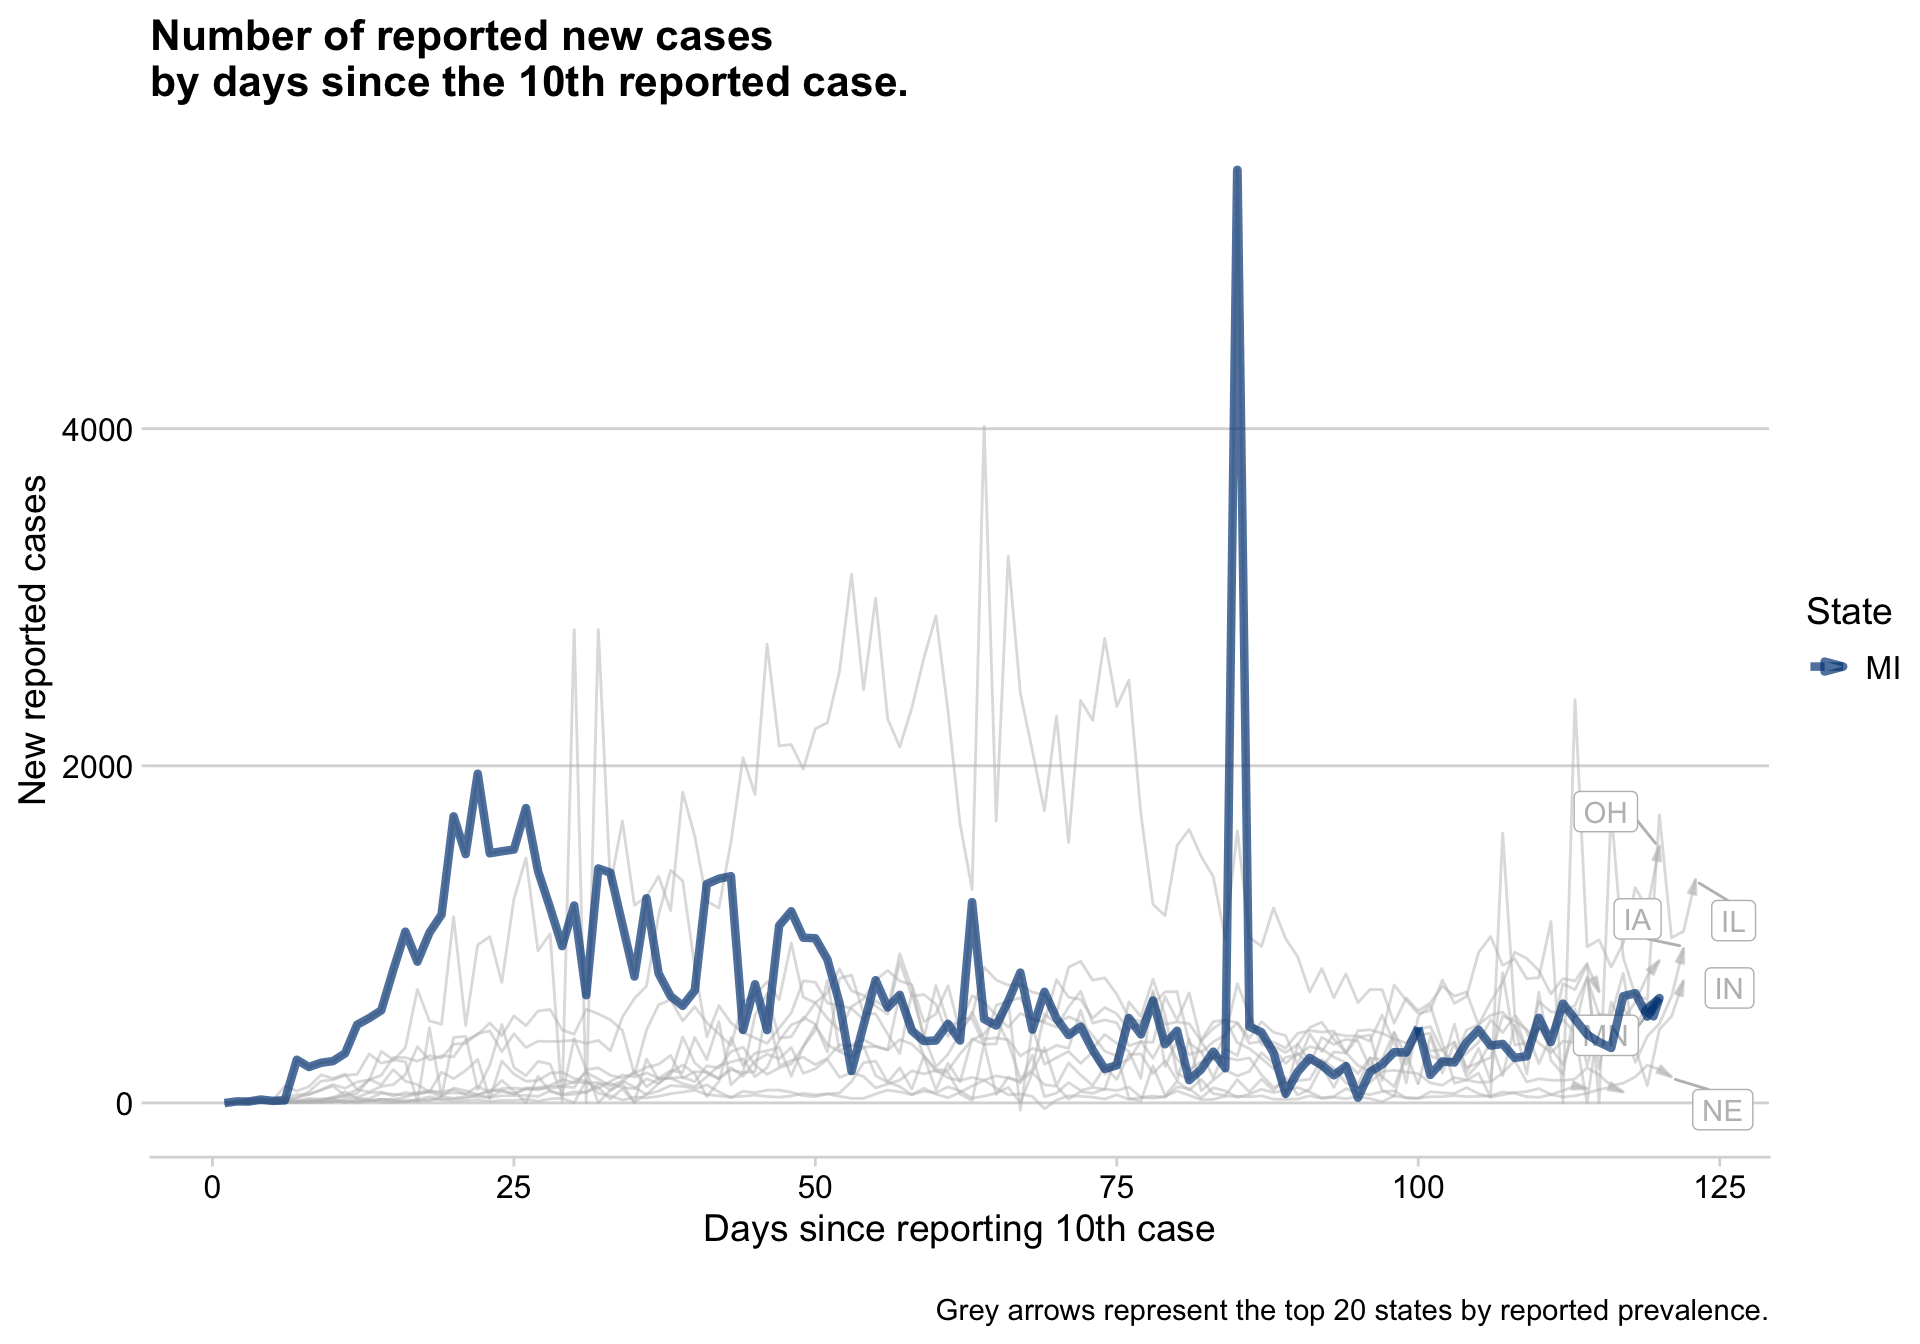 Number of reported new cases
by days since the 10th reported case.
New reported cases
4000
2000
0
OH
IA
IL
IN
MN
NE
State
MI
0 25 50 75 100 125
Days since reporting 10th case
Grey arrows represent the top 20 states by reported prevalence.